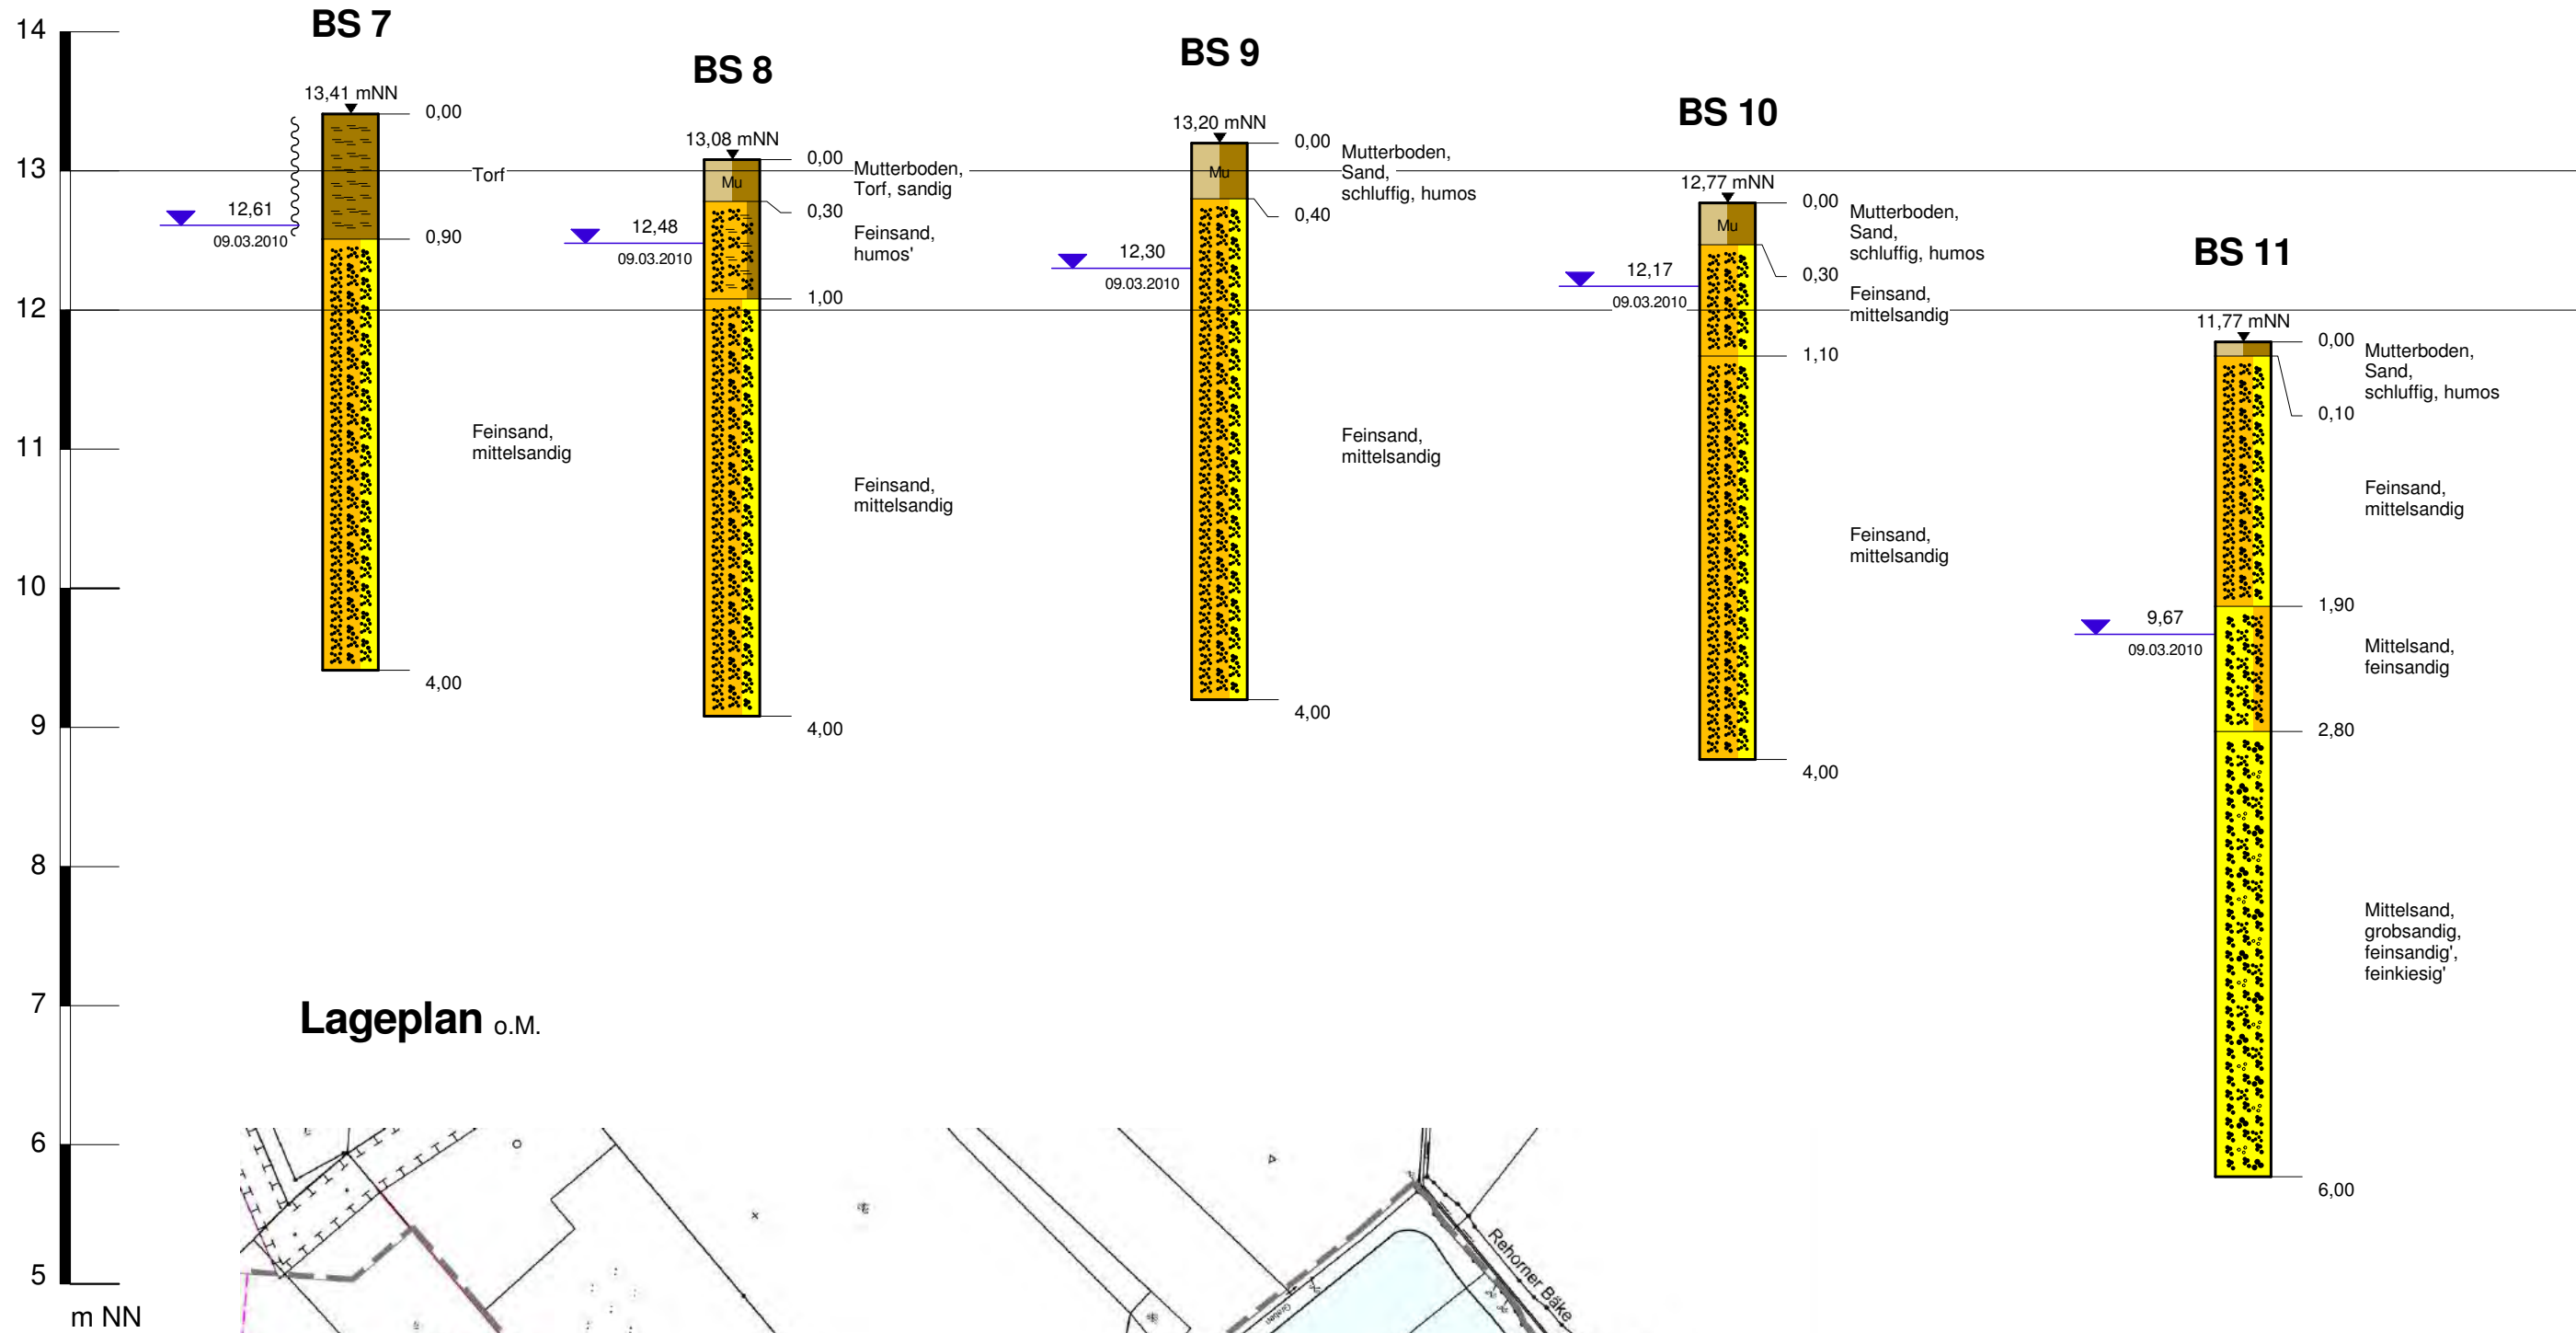 14
13
12
11
10
9
8
7
6
5
m NN
BS 7
13,41 mNN
0,00
Torf
12,61
09.03.2010
0,90
Feinsand,
mittelsandig
4,00
BS 8
13,08 mNN
0,00
Mu
Mutterboden,
Torf, sandig
0,30
12,48
09.03.2010
Feinsand,
humos'
1,00
Feinsand,
mittelsandig
4,00
BS 9
13,20 mNN
0,00
Mu
Mutterboden,
Sand,
schluffig, humos
0,40
12,30
09.03.2010
Feinsand,
mittelsandig
4,00
BS 10
12,77 mNN
0,00
Mu
Mutterboden,
Sand,
schluffig, humos
0,30
12,17
09.03.2010
Feinsand,
mittelsandig
1,10
Feinsand,
mittelsandig
4,00
BS 11
11,77 mNN
0,00
Mutterboden,
Sand,
schluffig, humos
0,10
Feinsand,
mittelsandig
1,90
9,67
09.03.2010
Mittelsand,
feinsandig
2,80
Mittelsand,
grobsandig,
feinsandig',
feinkiesig'
6,00
Lageplan o.M.
Rehorner Bäke
Graben